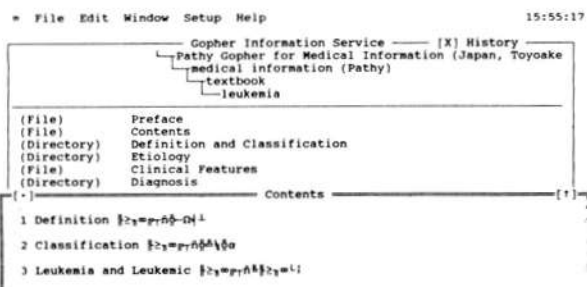 = File Edit Window Setup Help 15:55:17
Gopher Information Service [X] History
Pathy Gopher for Medical Information (Japan, Toyoake
medical information (Pathy)
textbook
leukemia
(File) Preface
(File) Contents
(Directory) Definition and Classification
(Directory) Etiology
(File) Clinical Features
(Directory) Diagnosis
[-] Contents [↑]
1 Definition
2 Classification
3 Leukemia and Leukemic